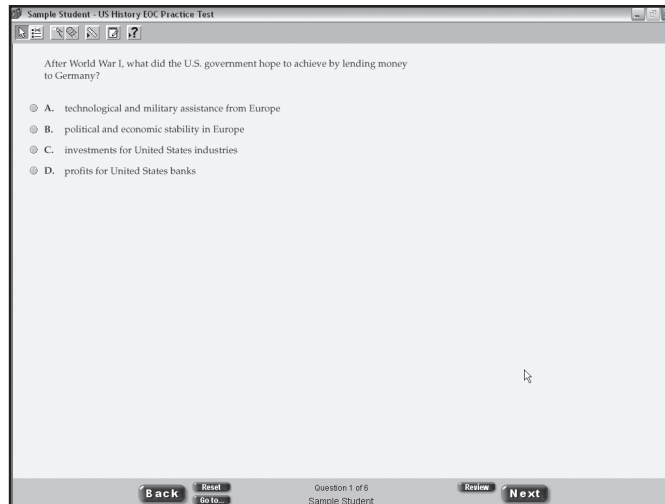 Sample Student - US History EOC Practice Test
After World War I, what did the U.S. government hope to achieve by lending money
to Germany?
A. technological and military assistance from Europe
B. political and economic stability in Europe
C. investments for United States industries
D. profits for United States banks
Back
Reset
Go to...
Question 1 of 6
Sample Student
Review
Next